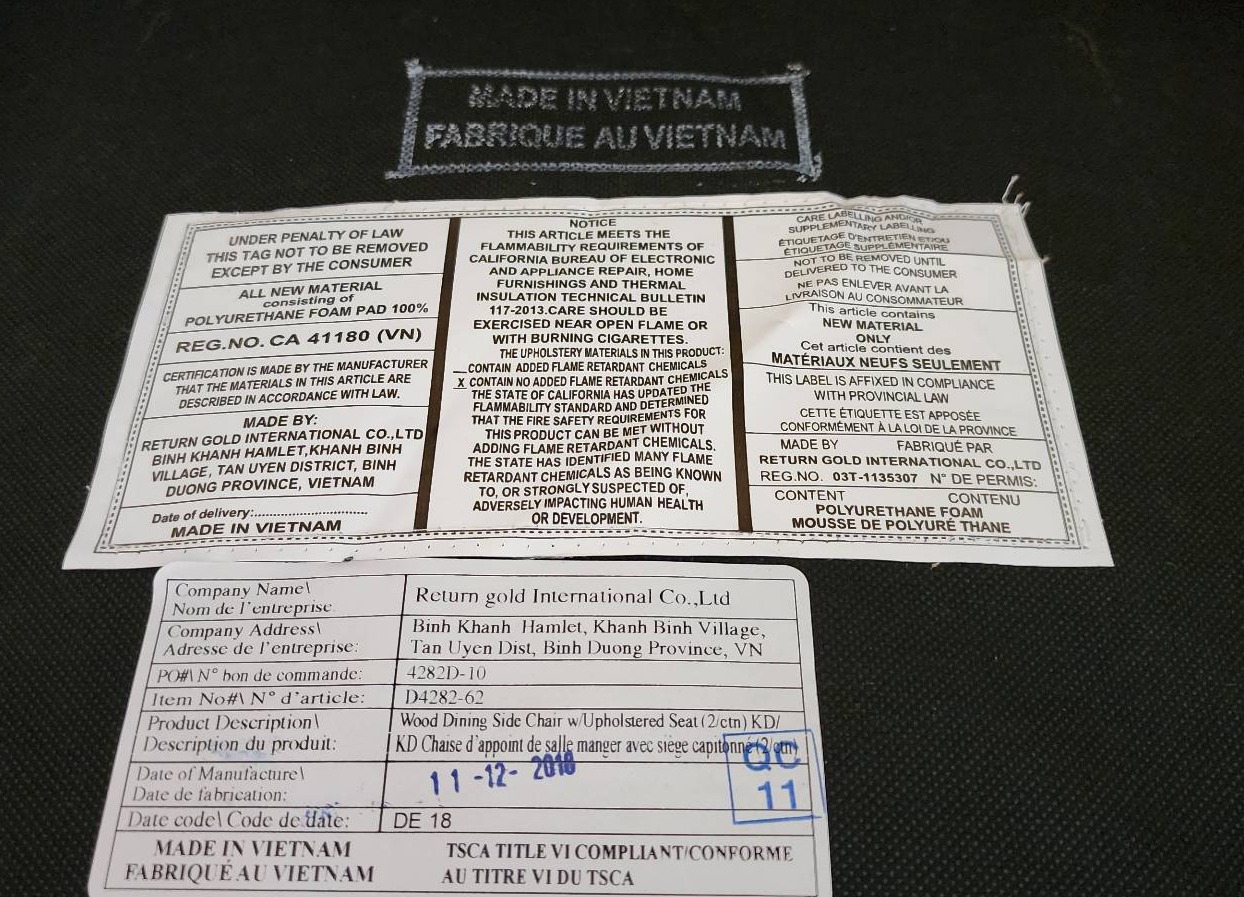 MADE IN VIETNAM
FABRIQUE AU VIETNAM
UNDER PENALTY OF LAW
THIS TAG NOT TO BE REMOVED
EXCEPT BY THE CONSUMER
ALL NEW MATERIAL
consisting of
POLYURETHANE FOAM PAD 100%
REG.NO. CA 41180 (VN)
CERTIFICATION IS MADE BY THE MANUFACTURER
THAT THE MATERIALS IN THIS ARTICLE ARE
DESCRIBED IN ACCORDANCE WITH LAW.
MADE BY:
RETURN GOLD INTERNATIONAL CO.,LTD
BINH KHANH HAMLET,KHANH BINH
VILLAGE, TAN UYEN DISTRICT, BINH
DUONG PROVINCE, VIETNAM
Date of delivery:................................
MADE IN VIETNAM
NOTICE
THIS ARTICLE MEETS THE
FLAMMABILITY REQUIREMENTS OF
CALIFORNIA BUREAU OF ELECTRONIC
AND APPLIANCE REPAIR, HOME
FURNISHINGS AND THERMAL
INSULATION TECHNICAL BULLETIN
117-2013.CARE SHOULD BE
EXERCISED NEAR OPEN FLAME OR
WITH BURNING CIGARETTES.
THE UPHOLSTERY MATERIALS IN THIS PRODUCT:
__CONTAIN ADDED FLAME RETARDANT CHEMICALS
X CONTAIN NO ADDED FLAME RETARDANT CHEMICALS
THE STATE OF CALIFORNIA HAS UPDATED THE
FLAMMABILITY STANDARD AND DETERMINED
THAT THE FIRE SAFETY REQUIREMENTS FOR
THIS PRODUCT CAN BE MET WITHOUT
ADDING FLAME RETARDANT CHEMICALS.
THE STATE HAS IDENTIFIED MANY FLAME
RETARDANT CHEMICALS AS BEING KNOWN
TO, OR STRONGLY SUSPECTED OF,
ADVERSELY IMPACTING HUMAN HEALTH
OR DEVELOPMENT.
CARE LABELLING AND/OR
SUPPLEMENTARY LABELLING
ÉTIQUETAGE D'ENTRETIEN ET/OU
ÉTIQUETAGE SUPPLÉMENTAIRE
NOT TO BE REMOVED UNTIL
DELIVERED TO THE CONSUMER
NE PAS ENLEVER AVANT LA
LIVRAISON AU CONSOMMATEUR
This article contains
NEW MATERIAL
ONLY
Cet article contient des
MATÉRIAUX NEUFS SEULEMENT
THIS LABEL IS AFFIXED IN COMPLIANCE
WITH PROVINCIAL LAW
CETTE ÉTIQUETTE EST APPOSÉE
CONFORMÉMENT À LA LOI DE LA PROVINCE
MADE BY FABRIQUÉ PAR
RETURN GOLD INTERNATIONAL CO.,LTD
REG.NO. 03T-1135307 N° DE PERMIS:
CONTENT CONTENU
POLYURETHANE FOAM
MOUSSE DE POLYURÉ THANE
Company Name\ 
Nom de l'entreprise
Return gold International Co.,Ltd
Company Address\
Adresse de l'entreprise:
Binh Khanh Hamlet, Khanh Binh Village,
Tan Uyen Dist, Binh Duong Province, VN
PO#\ N° bon de commande: 4282D-10
Item No#\ N° d'article: D4282-62
Product Description\
Description du produit:
Wood Dining Side Chair w/Upholstered Seat (2/ctn) KD/
KD Chaise d'appoint de salle manger avec siége capitonné (2/ctn)
Date of Manufacture\
Date de fabrication:
11-12-2018
QC
11
Date code\ Code de date: DE 18
MADE IN VIETNAM
FABRIQUÉ AU VIETNAM
TSCA TITLE VI COMPLIANT/CONFORME
AU TITRE VI DU TSCA